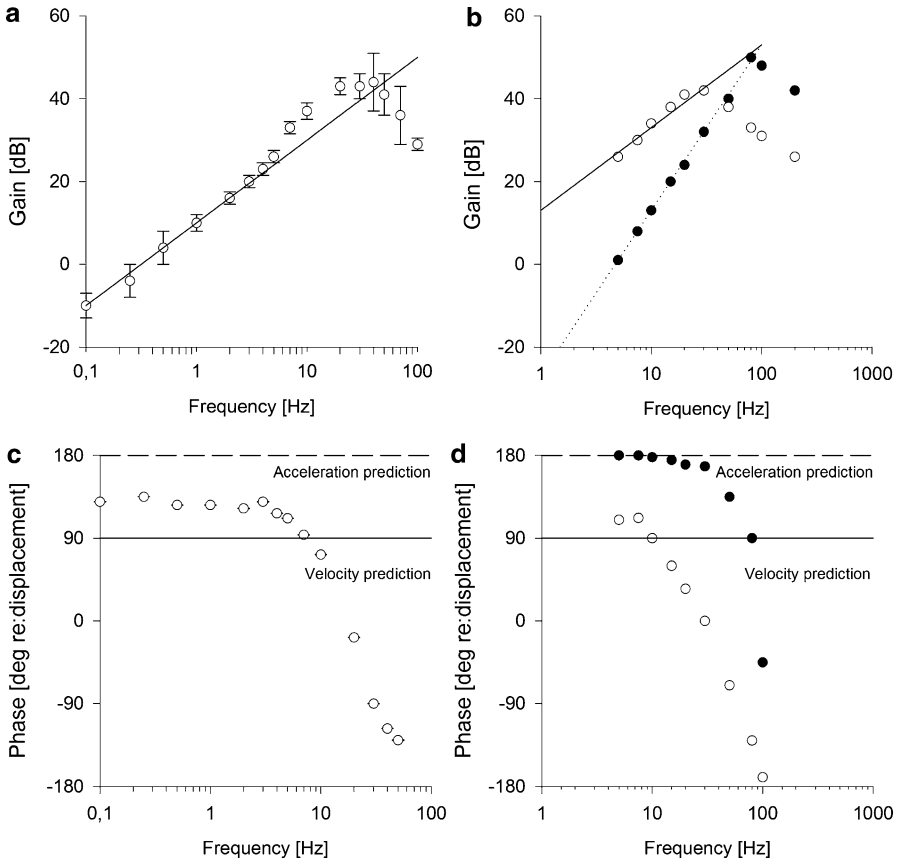 a
60
40
20
0
-20
Gain [dB]
0,1 1 10 100
Frequency [Hz]
b
60
40
20
0
-20
Gain [dB]
1 10 100 1000
Frequency [Hz]
c
180
90
0
-90
-180
Phase [deg re:displacement]
Acceleration prediction
Velocity prediction
0,1 1 10 100
Frequency [Hz]
d
180
90
0
-90
-180
Phase [deg re:displacement]
Acceleration prediction
Velocity prediction
1 10 100 1000
Frequency [Hz]